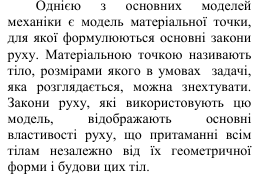 Однією з основних моделей
механіки є модель матеріальної точки,
для якої формулюються основні закони
руху. Матеріальною точкою називають
тіло, розмірами якого в умовах задачі,
яка розглядається, можна знехтувати.
Закони руху, які використовують цю
модель, відображають основні
властивості руху, що притаманні всім
тілам незалежно від їх геометричної
форми і будови цих тіл.